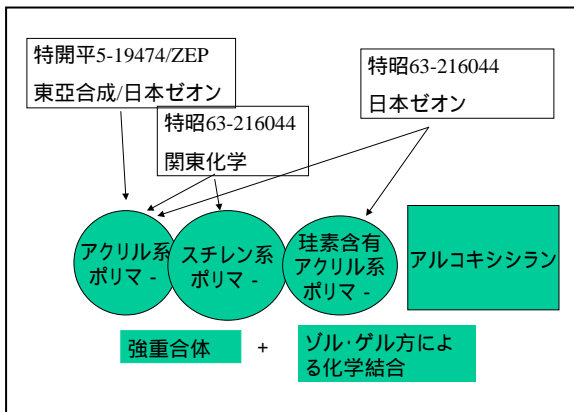 特開平5-19474/ZEP
東亞合成/日本ゼオン
特昭63-216044
関東化学
特昭63-216044
日本ゼオン
アクリル系
ポリマ -
スチレン系
ポリマ -
珪素含有
アクリル系
ポリマ -
アルコキシシラン
強重合体
+
ゾル･ゲル方によ
る化学結合